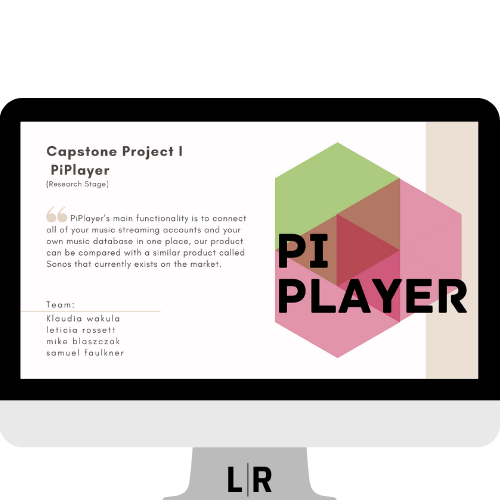 Capstone Project I
PiPlayer
(Research Stage)
PiPlayer's main functionality is to connect
all of your music streaming accounts and your
own music database in one place, our product
can be compared with a similar product called
Sonos that currently exists on the market.
Team:
Klaudia wakula
leticia rossett
mike blaszczak
samuel faulkner
PI
PLAYER
L|R